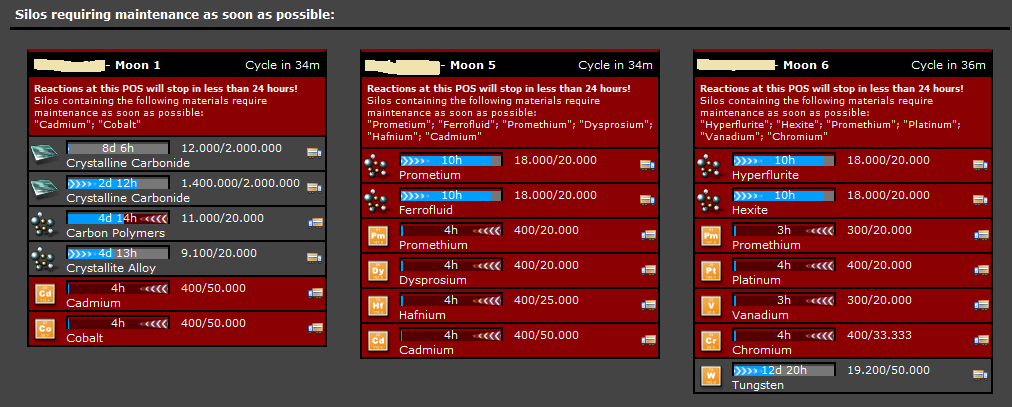 Silos requiring maintenance as soon as possible:
- Moon 1 Cycle in 34m
Reactions at this POS will stop in less than 24 hours!
Silos containing the following materials require
maintenance as soon as possible:
"Cadmium"; "Cobalt"
8d 6h 12.000/2.000.000
Crystalline Carbonide
2d 12h 1.400.000/2.000.000
Crystalline Carbonide
4d 14h 11.000/20.000
Carbon Polymers
4d 13h 9.100/20.000
Crystallite Alloy
Cd 4h 400/50.000
Cadmium
Co 4h 400/50.000
Cobalt
- Moon 5 Cycle in 34m
Reactions at this POS will stop in less than 24 hours!
Silos containing the following materials require
maintenance as soon as possible:
"Prometium"; "Ferrofluid"; "Promethium"; "Dysprosium";
"Hafnium"; "Cadmium"
10h 18.000/20.000
Prometium
10h 18.000/20.000
Ferrofluid
Pm 4h 400/20.000
Promethium
Dy 4h 400/20.000
Dysprosium
Hf 4h 400/25.000
Hafnium
Cd 4h 400/50.000
Cadmium
- Moon 6 Cycle in 36m
Reactions at this POS will stop in less than 24 hours!
Silos containing the following materials require
maintenance as soon as possible:
"Hyperflurite"; "Hexite"; "Promethium"; "Platinum";
"Vanadium"; "Chromium"
10h 18.000/20.000
Hyperflurite
10h 18.000/20.000
Hexite
Pm 3h 300/20.000
Promethium
Pt 4h 400/20.000
Platinum
V 3h 300/20.000
Vanadium
Cr 4h 400/33.333
Chromium
W 12d 20h 19.200/50.000
Tungsten